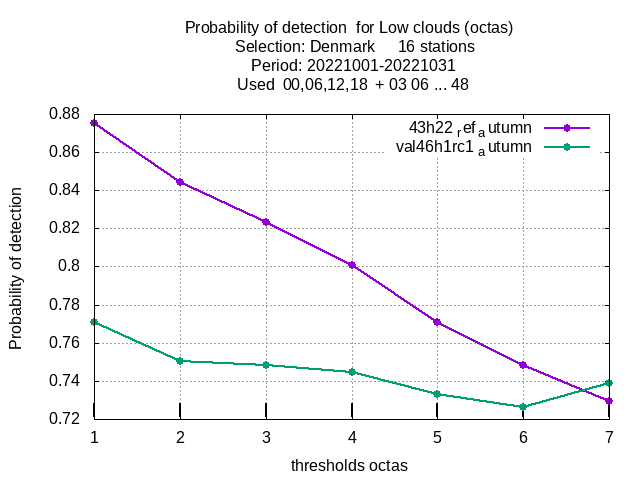 Probability of detection for Low clouds (octas)
Selection: Denmark 16 stations
Period: 20221001-20221031
Used 00,06,12,18 + 03 06 ... 48
43h22_ref_autumn
val46h1rc1_autumn
Probability of detection
0.88
0.86
0.84
0.82
0.8
0.78
0.76
0.74
0.72
1 2 3 4 5 6 7
thresholds octas